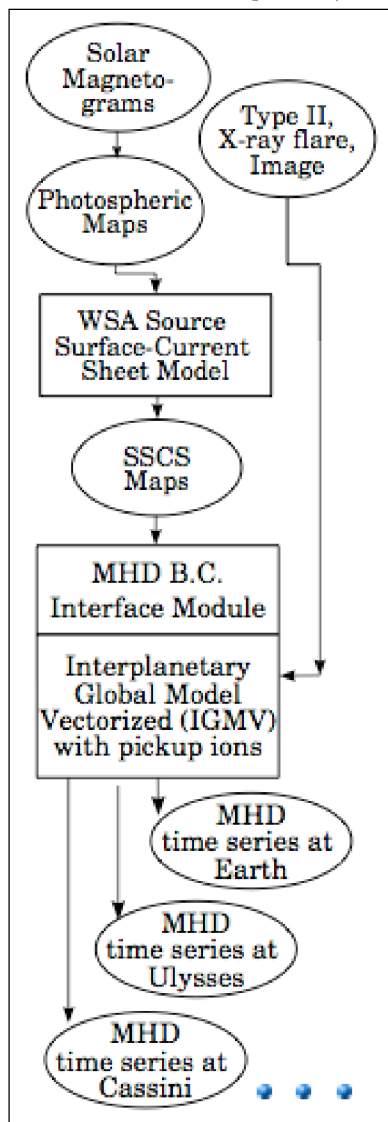 Solar
Magneto-
grams
Type II,
X-ray flare,
Image
Photospheric
Maps
WSA Source
Surface-Current
Sheet Model
SSCS
Maps
MHD B.C.
Interface Module
Interplanetary
Global Model
Vectorized (IGMV)
with pickup ions
MHD
time series at
Earth
MHD
time series at
Ulysses
MHD
time series at
Cassini